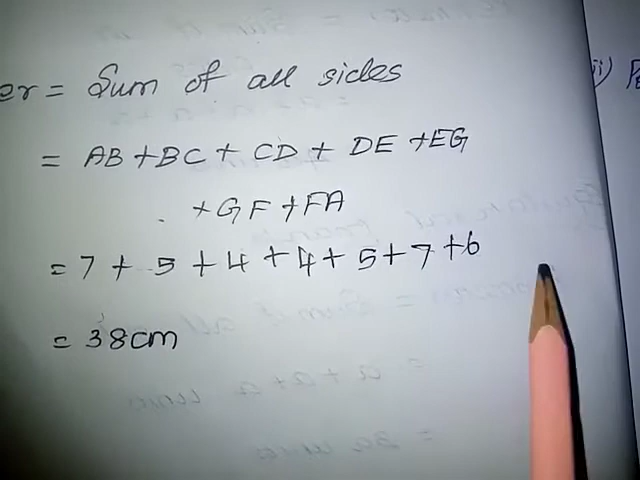 er = Sum of all sides
= AB + BC + CD + DE + EG
+ GF + FA
= 7 + 5 + 4 + 4 + 5 + 7 + 6
= 38cm
ii)